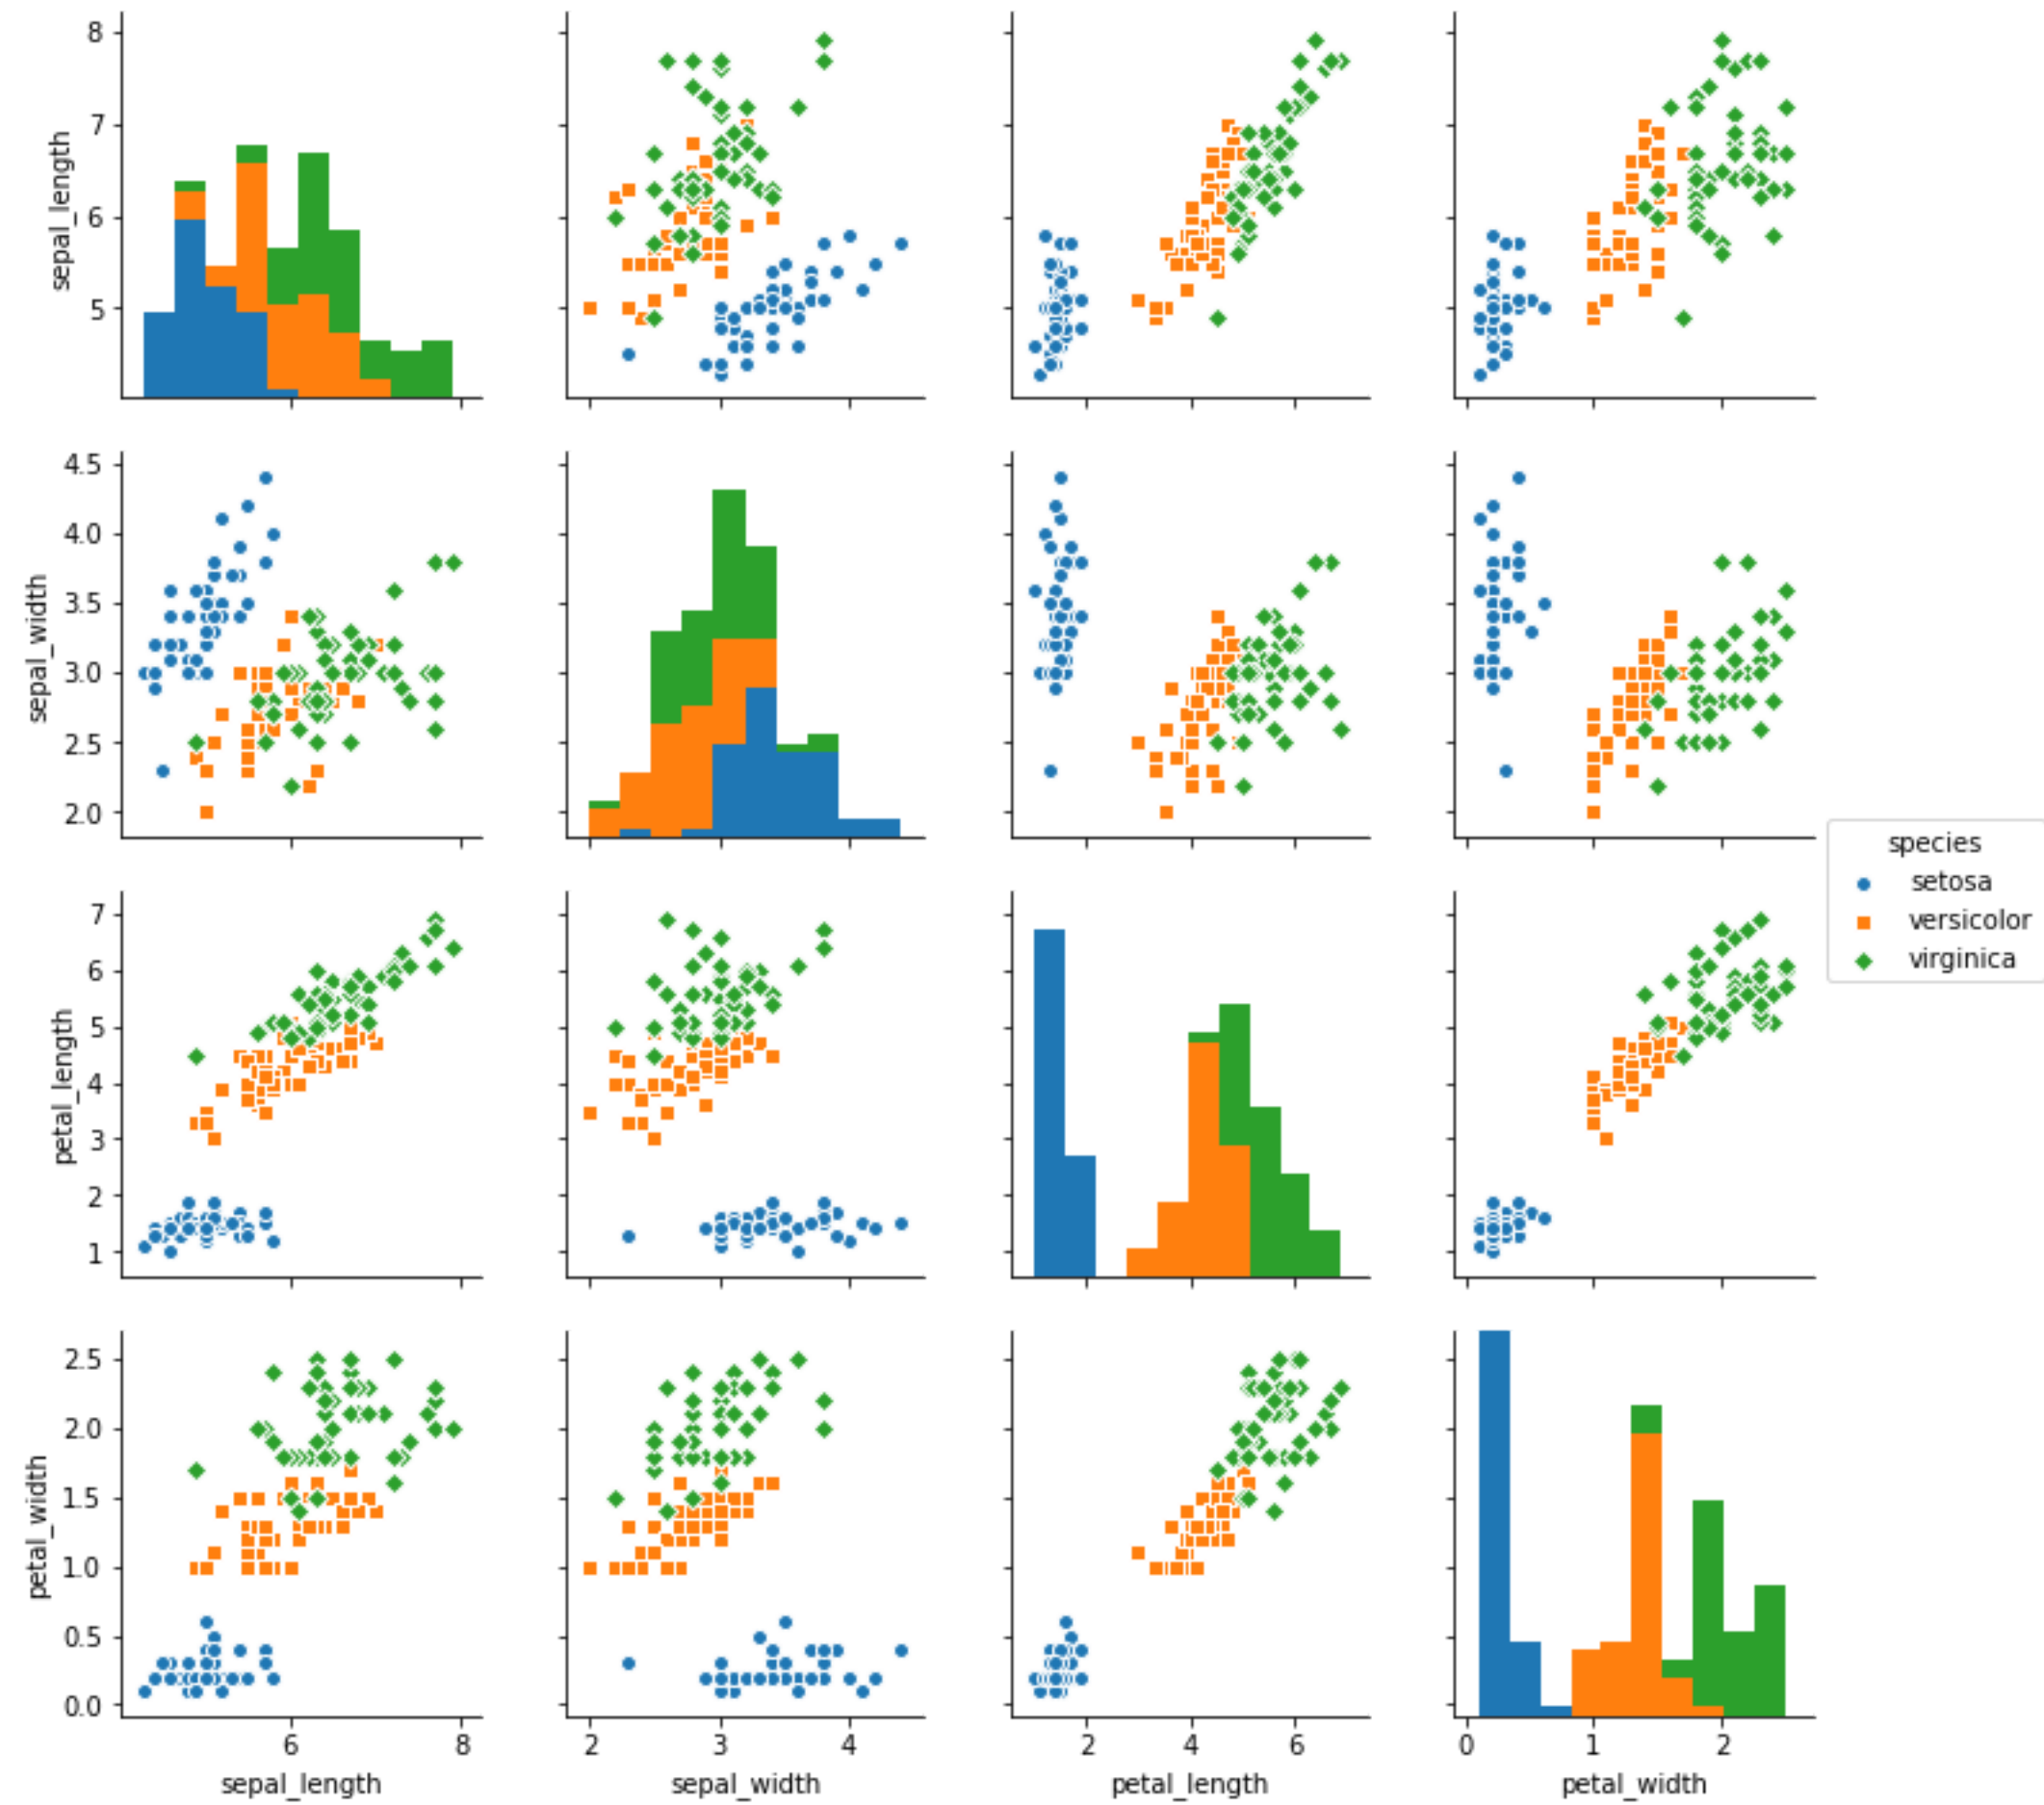 8
7
6
5
sepal_length
4.5
4.0
3.5
3.0
2.5
2.0
sepal_width
species
setosa
versicolor
virginica
7
6
5
4
3
2
1
petal_length
2.5
2.0
1.5
1.0
0.5
0.0
petal_width
6 8
2 3 4
2 4 6
0 1 2
sepal_length
sepal_width
petal_length
petal_width